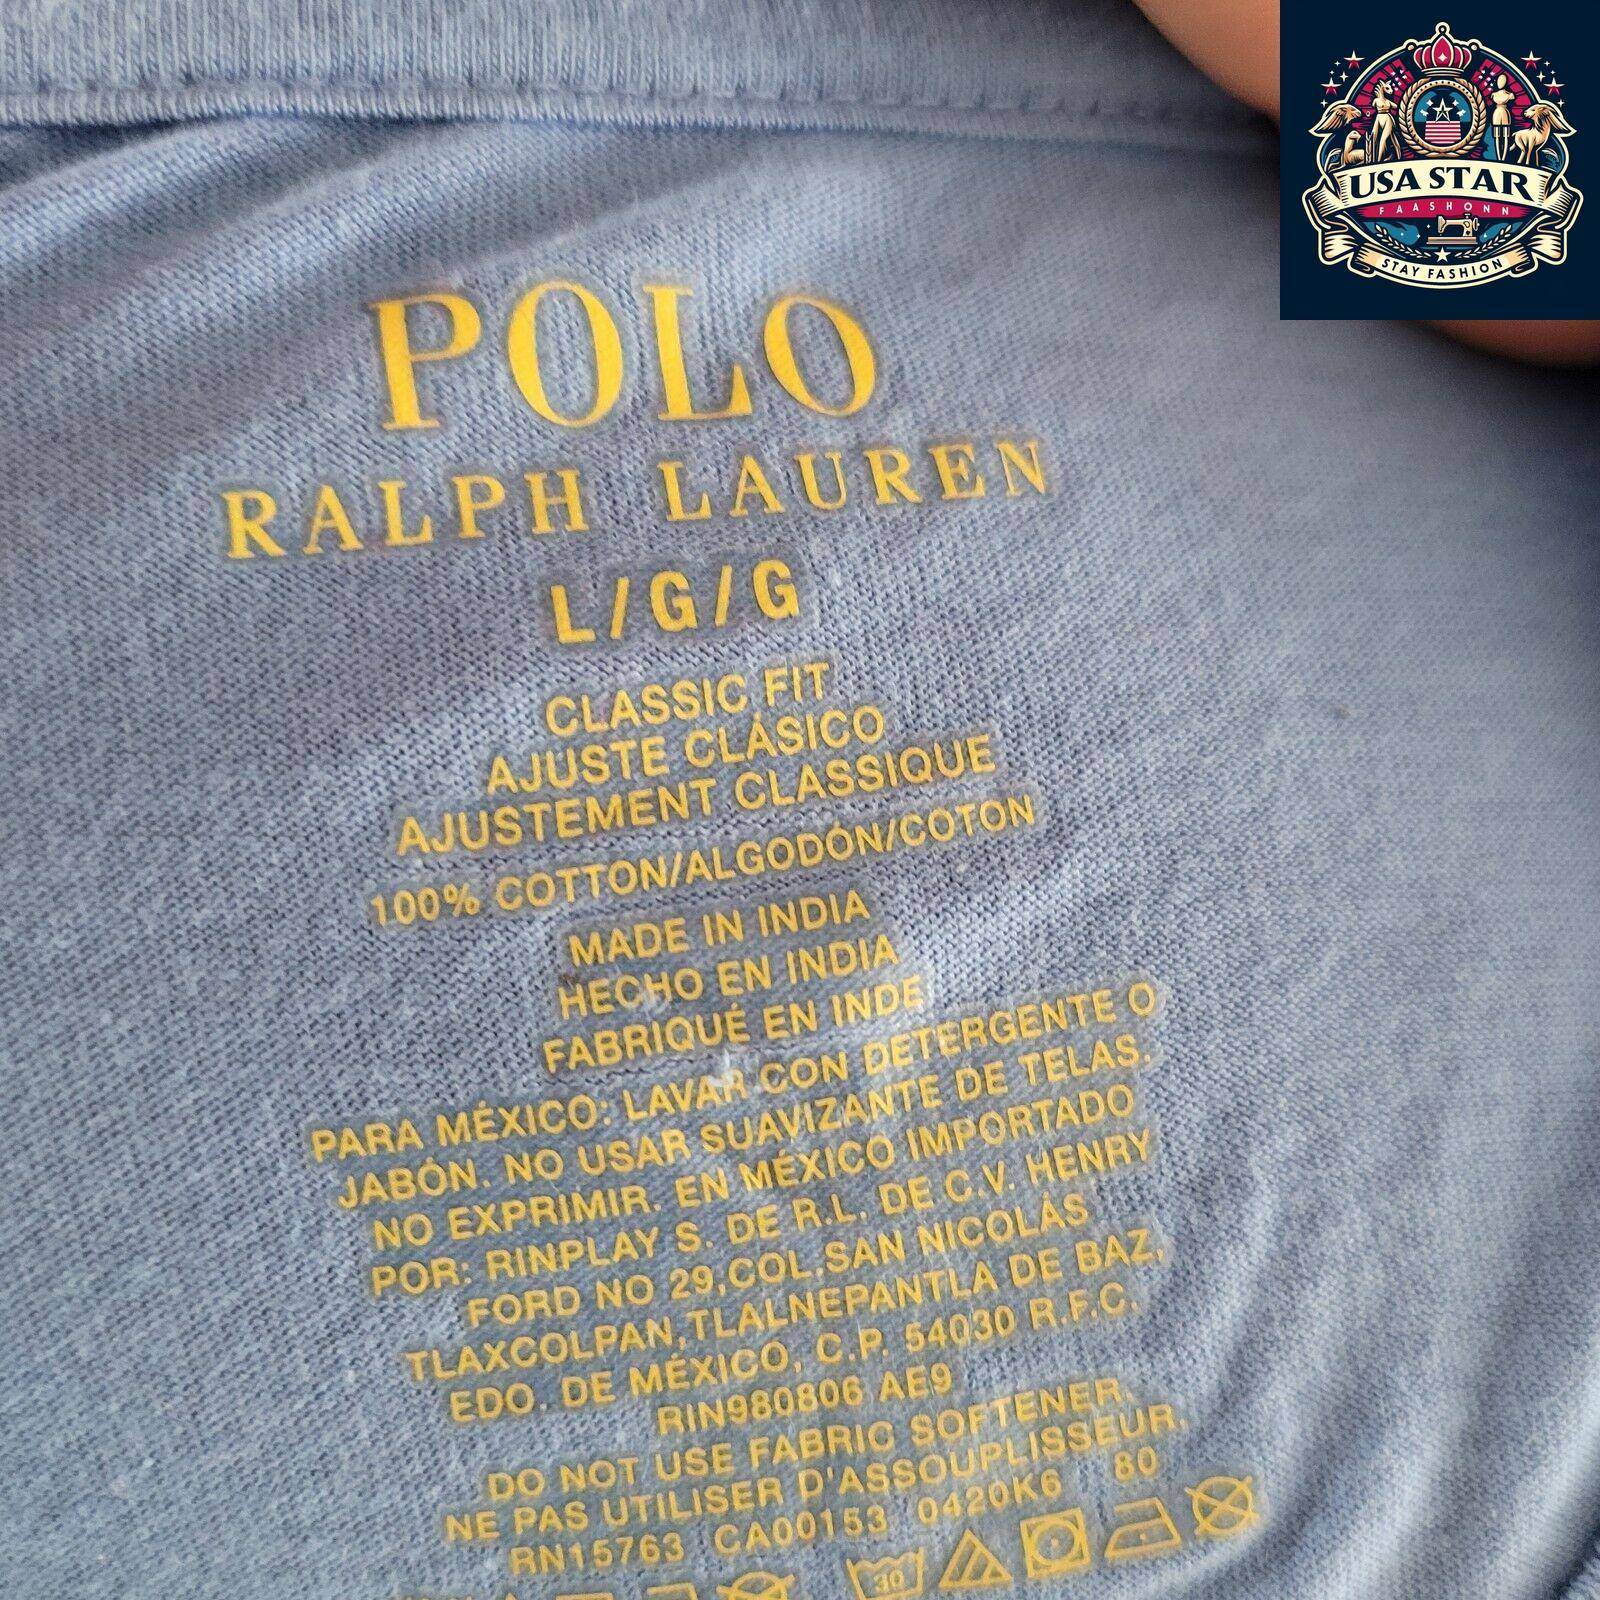 USA STAR
FAASHONN
STAY FASHION
POLO
RALPH LAUREN
L/G/G
CLASSIC FIT
AJUSTE CLÁSICO
AJUSTEMENT CLASSIQUE
100% COTTON/ALGODÓN/COTON
MADE IN INDIA
HECHO EN INDIA
FABRIQUÉ EN INDE
PARA MÉXICO: LAVAR CON DETERGENTE O
JABÓN. NO USAR SUAVIZANTE DE TELAS.
NO EXPRIMIR. EN MÉXICO IMPORTADO
POR: RINPLAY S. DE R.L. DE C.V. HENRY
FORD NO 29,COL.SAN NICOLÁS
TLAXCOLPAN,TLALNEPANTLA DE BAZ,
EDO. DE MÉXICO, C.P. 54030 R.F.C.
RIN980806 AE9
DO NOT USE FABRIC SOFTENER.
NE PAS UTILISER D'ASSOUPLISSEUR.
RN15763 CA00153 0420K6 80
30